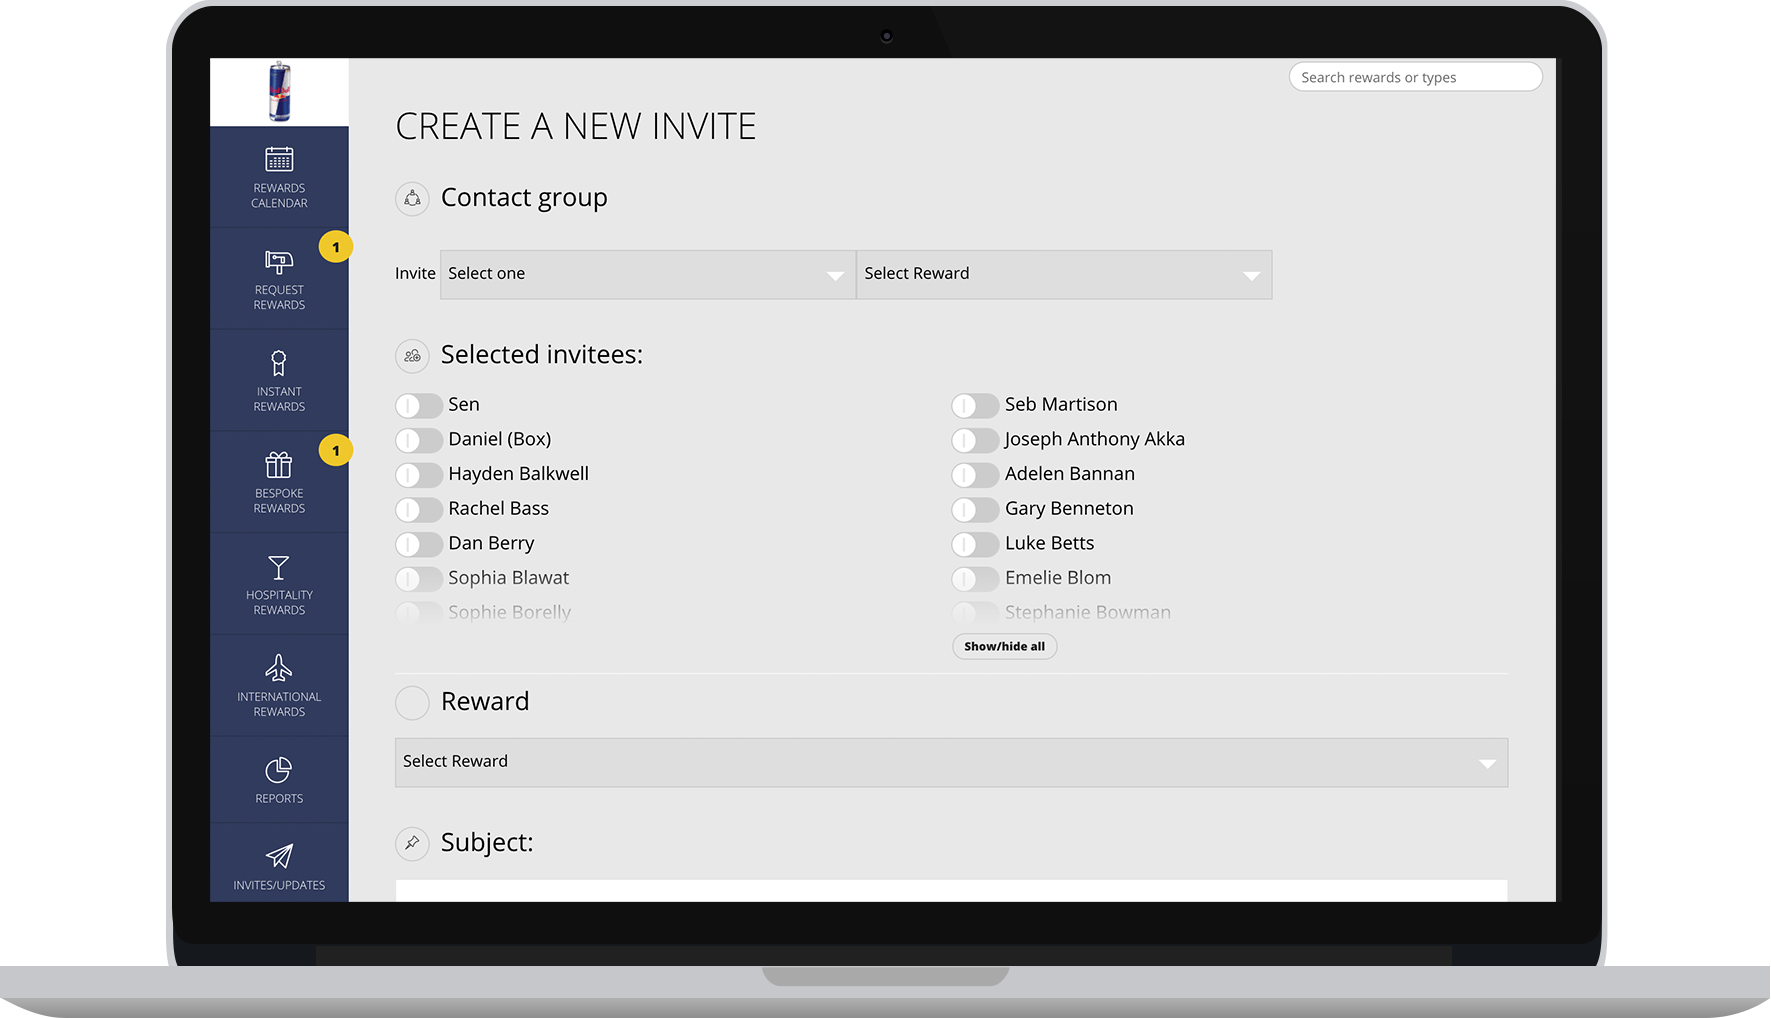 Search rewards or types
CREATE A NEW INVITE
REWARDS
CALENDAR
Contact group
1
REQUEST
REWARDS
Invite Select one Select Reward
Selected invitees:
INSTANT
REWARDS
Sen Seb Martison
Daniel (Box) Joseph Anthony Akka
1
Hayden Balkwell Adelen Bannan
BESPOKE
REWARDS
Rachel Bass Gary Benneton
Dan Berry Luke Betts
Sophia Blawat Emelie Blom
HOSPITALITY
REWARDS
Sophie Borelly Stephanie Bowman
Show/hide all
INTERNATIONAL
REWARDS
Reward
Select Reward
REPORTS
Subject:
INVITES/UPDATES